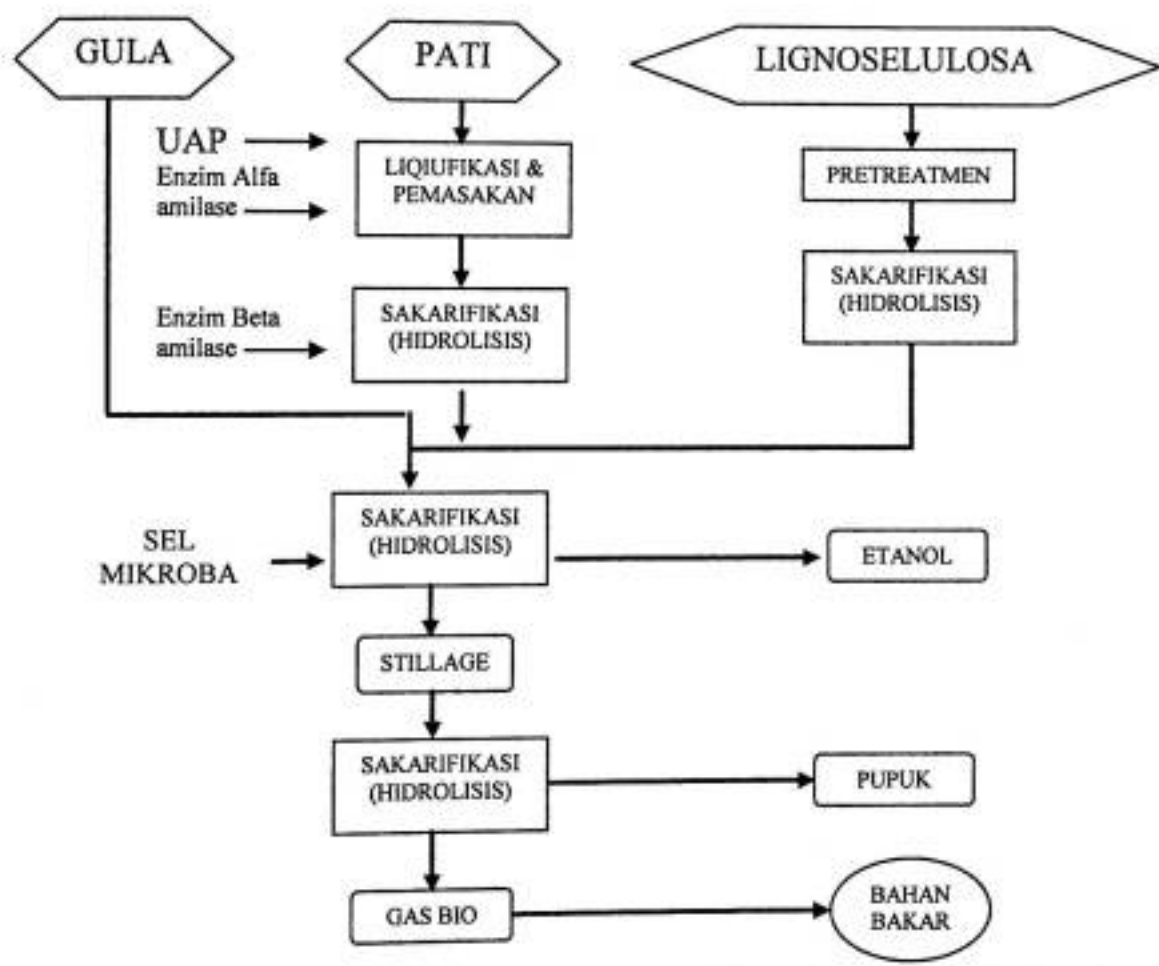 GULA
PATI
LIGNOSELULOSA
UAP
Enzim Alfa
amilase
LIQIUFIKASI &
PEMASAKAN
PRETREATMEN
SAKARIFIKASI
(HIDROLISIS)
Enzim Beta
amilase
SAKARIFIKASI
(HIDROLISIS)
SEL
MIKROBA
SAKARIFIKASI
(HIDROLISIS)
ETANOL
STILLAGE
SAKARIFIKASI
(HIDROLISIS)
PUPUK
GAS BIO
BAHAN
BAKAR